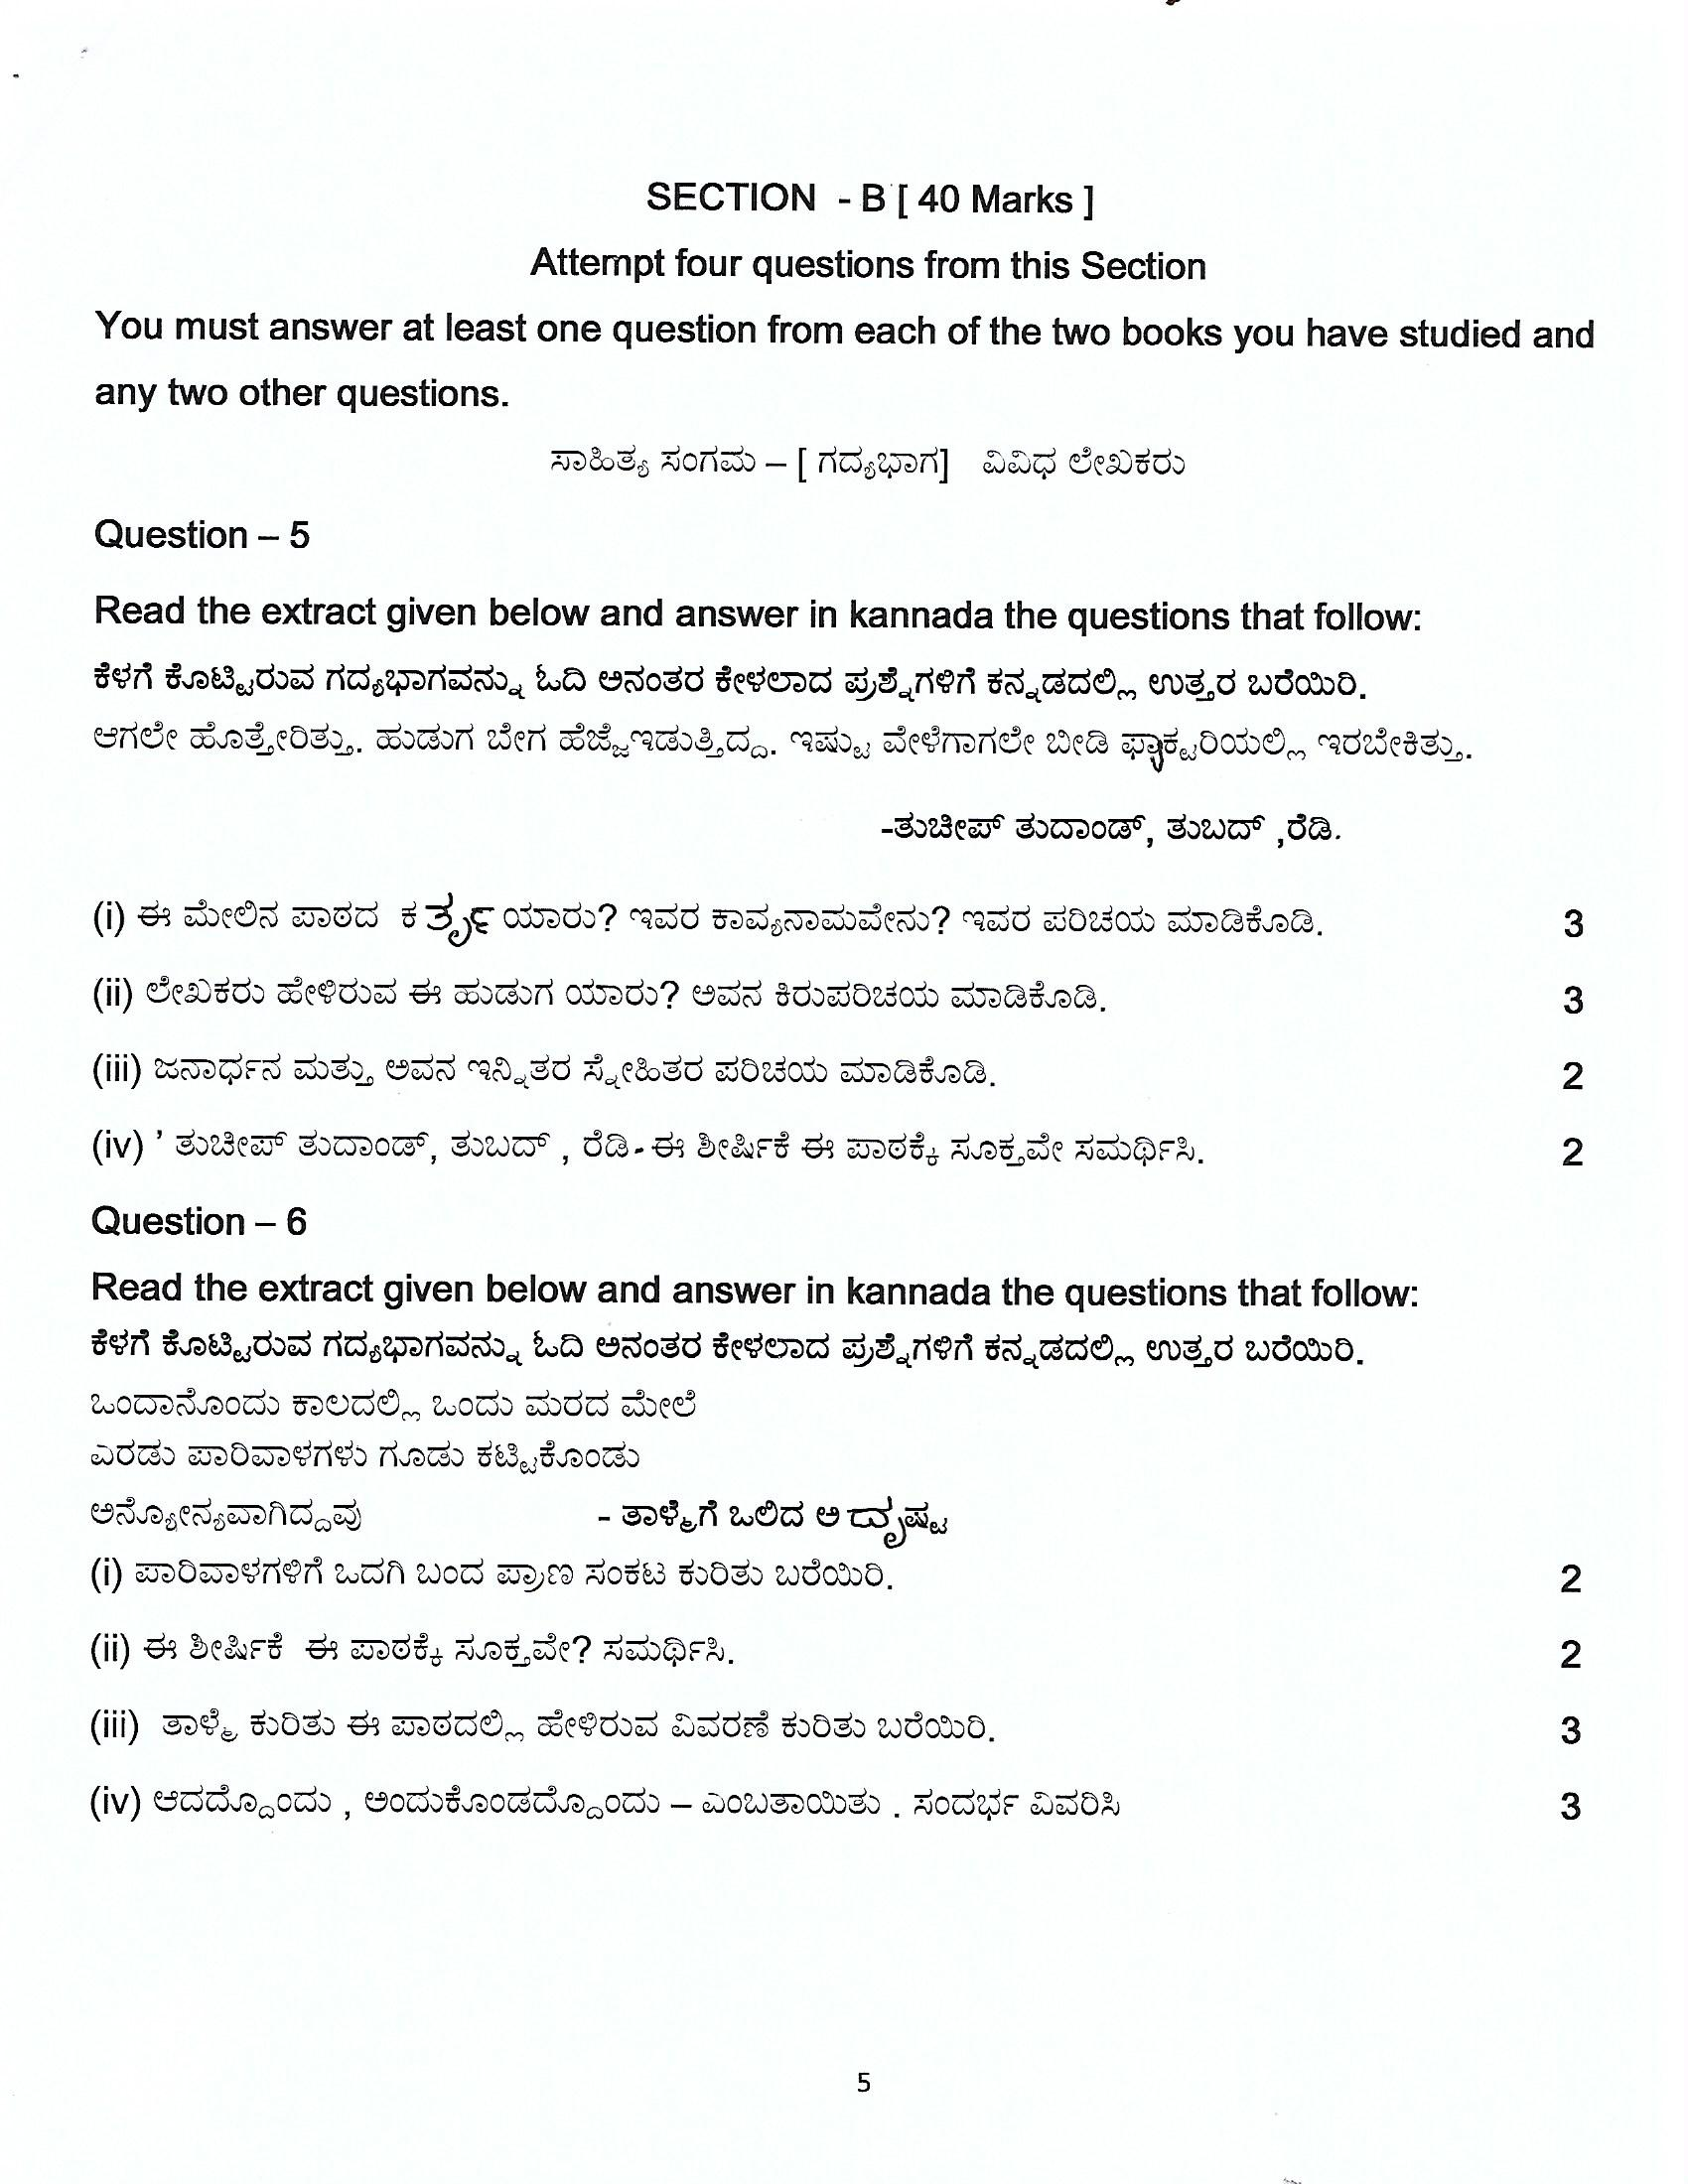 SECTION - B [ 40 Marks ]
Attempt four questions from this Section
You must answer at least one question from each of the two books you have studied and
any two other questions.
ಸಾಹಿತ್ಯ ಸಂಗಮ – [ ಗದ್ಯಭಾಗ] ವಿವಿಧ ಲೇಖಕರು
Question – 5
Read the extract given below and answer in kannada the questions that follow:
ಕೆಳಗೆ ಕೊಟ್ಟಿರುವ ಗದ್ಯಭಾಗವನ್ನು ಓದಿ ಅನಂತರ ಕೇಳಲಾದ ಪ್ರಶ್ನೆಗಳಿಗೆ ಕನ್ನಡದಲ್ಲಿ ಉತ್ತರ ಬರೆಯಿರಿ.
ಆಗಲೇ ಹೊತ್ತೇರಿತ್ತು. ಹುಡುಗ ಬೇಗ ಹೆಜ್ಜೆಇಡುತ್ತಿದ್ದ. ಇಷ್ಟು ವೇಳೆಗಾಗಲೇ ಬೀಡಿ ಫ್ಯಾಕ್ಟರಿಯಲ್ಲಿ ಇರಬೇಕಿತ್ತು.
-ತುಚೀಪ್ ತುದಾಂಡ್, ತುಬದ್ ,ರೆಡಿ.
(i) ಈ ಮೇಲಿನ ಪಾಠದ ಕರ್ತೃ ಯಾರು? ಇವರ ಕಾವ್ಯನಾಮವೇನು? ಇವರ ಪರಿಚಯ ಮಾಡಿಕೊಡಿ. 3
(ii) ಲೇಖಕರು ಹೇಳಿರುವ ಈ ಹುಡುಗ ಯಾರು? ಅವನ ಕಿರುಪರಿಚಯ ಮಾಡಿಕೊಡಿ. 3
(iii) ಜನಾರ್ಧನ ಮತ್ತು ಅವನ ಇನ್ನಿತರ ಸ್ನೇಹಿತರ ಪರಿಚಯ ಮಾಡಿಕೊಡಿ. 2
(iv) ’ ತುಚೀಪ್ ತುದಾಂಡ್, ತುಬದ್ , ರೆಡಿ-ಈ ಶೀರ್ಷಿಕೆ ಈ ಪಾಠಕ್ಕೆ ಸೂಕ್ತವೇ ಸಮರ್ಥಿಸಿ. 2
Question – 6
Read the extract given below and answer in kannada the questions that follow:
ಕೆಳಗೆ ಕೊಟ್ಟಿರುವ ಗದ್ಯಭಾಗವನ್ನು ಓದಿ ಅನಂತರ ಕೇಳಲಾದ ಪ್ರಶ್ನೆಗಳಿಗೆ ಕನ್ನಡದಲ್ಲಿ ಉತ್ತರ ಬರೆಯಿರಿ.
ಒಂದಾನೊಂದು ಕಾಲದಲ್ಲಿ ಒಂದು ಮರದ ಮೇಲೆ
ಎರಡು ಪಾರಿವಾಳಗಳು ಗೂಡು ಕಟ್ಟಿಕೊಂಡು
ಅನ್ಯೋನ್ಯವಾಗಿದ್ದವು - ತಾಳ್ಮೆಗೆ ಒಲಿದ ಅದೃಷ್ಟ
(i) ಪಾರಿವಾಳಗಳಿಗೆ ಒದಗಿ ಬಂದ ಪ್ರಾಣ ಸಂಕಟ ಕುರಿತು ಬರೆಯಿರಿ. 2
(ii) ಈ ಶೀರ್ಷಿಕೆ ಈ ಪಾಠಕ್ಕೆ ಸೂಕ್ತವೇ? ಸಮರ್ಥಿಸಿ. 2
(iii) ತಾಳ್ಮೆ ಕುರಿತು ಈ ಪಾಠದಲ್ಲಿ ಹೇಳಿರುವ ವಿವರಣೆ ಕುರಿತು ಬರೆಯಿರಿ. 3
(iv) ಆದದ್ದೊಂದು , ಅಂದುಕೊಂಡದ್ದೊಂದು – ಎಂಬತಾಯಿತು . ಸಂದರ್ಭ ವಿವರಿಸಿ 3
5